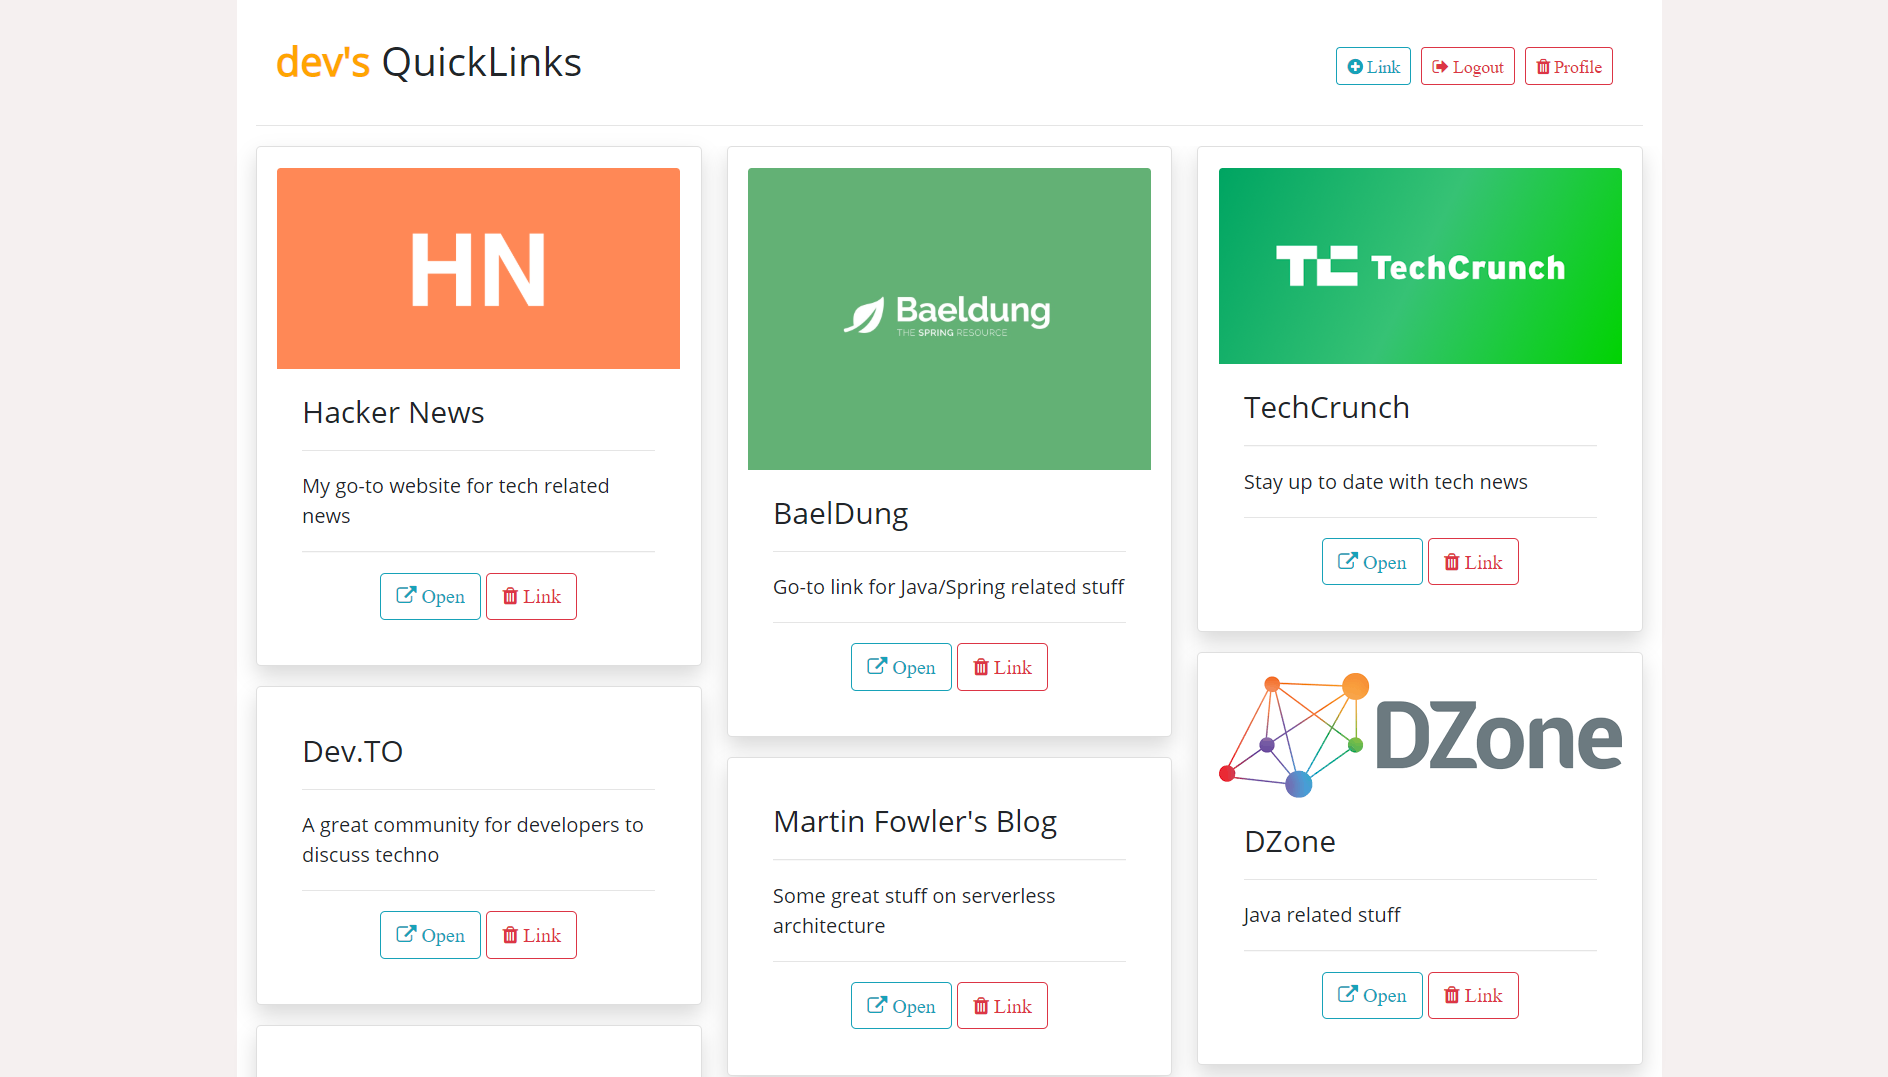 dev's QuickLinks
Link
Logout
Profile
HN
Hacker News
My go-to website for tech related
news
Open
Link
Dev.TO
A great community for developers to
discuss techno
Open
Link
Baeldung
THE SPRING RESOURCE
BaelDung
Go-to link for Java/Spring related stuff
Open
Link
Martin Fowler's Blog
Some great stuff on serverless
architecture
Open
Link
TC TechCrunch
TechCrunch
Stay up to date with tech news
Open
Link
DZone
DZone
Java related stuff
Open
Link